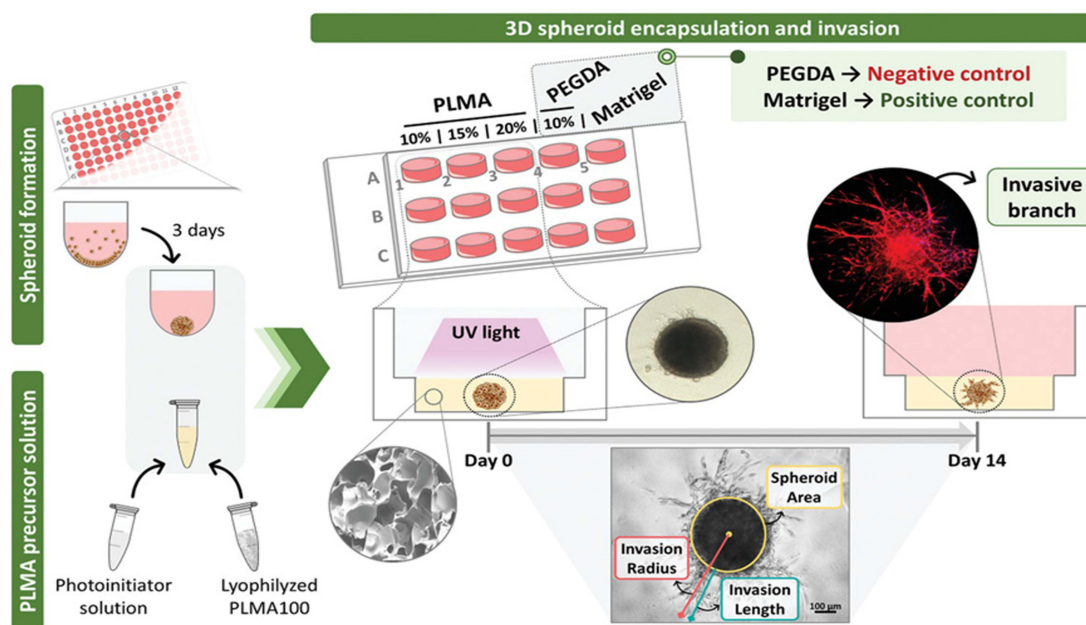 3D spheroid encapsulation and invasion
Spheroid formation
3 days
PLMA precursor solution
Photoinitiator
solution
Lyophilyzed
PLMA100
PLMA
10% | 15% | 20% |
PEGDA
10% |
Matrigel
PEGDA → Negative control
Matrigel → Positive control
1 2 3 4 5
A
B
C
UV light
Invasive
branch
Day 0
Day 14
Spheroid
Area
Invasion
Radius
Invasion
Length
100 µm